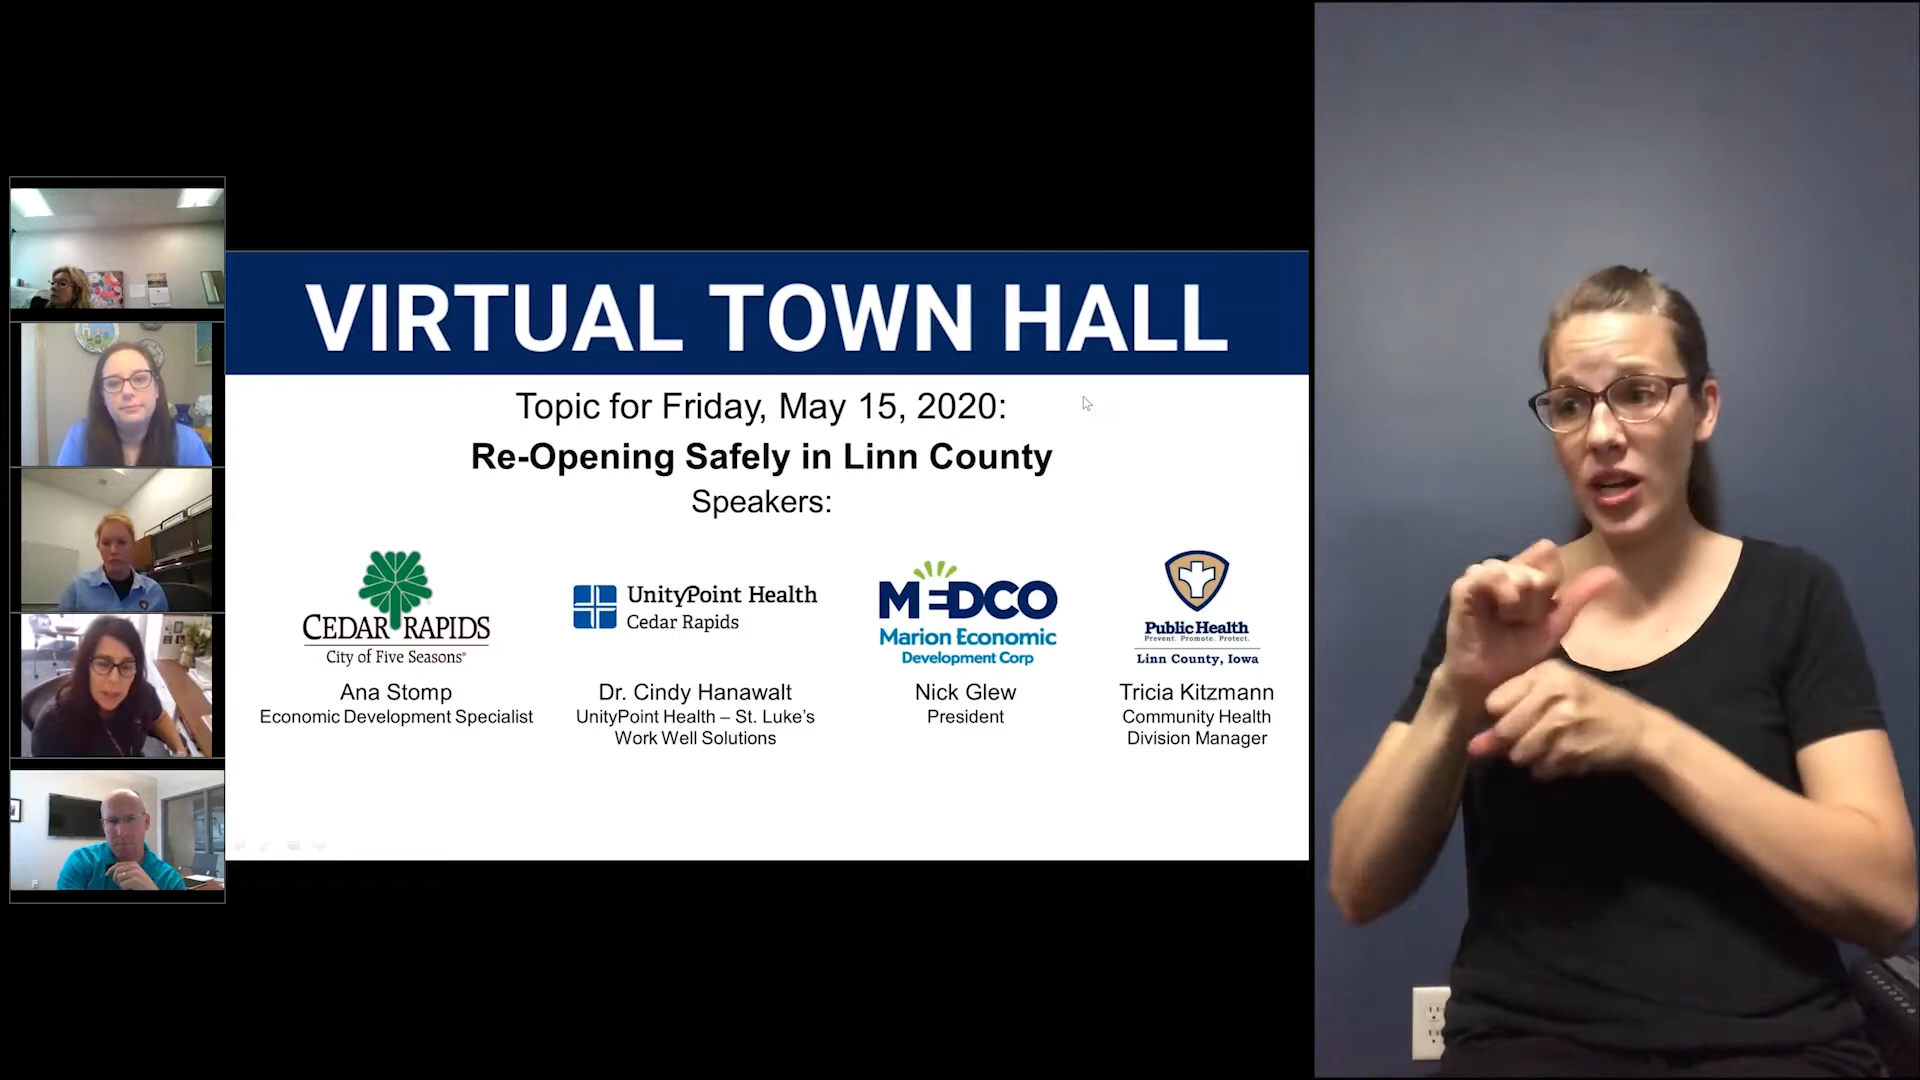 VIRTUAL TOWN HALL
Topic for Friday, May 15, 2020:
Re-Opening Safely in Linn County
Speakers:
CEDAR RAPIDS
City of Five Seasons®
Ana Stomp
Economic Development Specialist
UnityPoint Health
Cedar Rapids
Dr. Cindy Hanawalt
UnityPoint Health – St. Luke's
Work Well Solutions
MEDCO
Marion Economic
Development Corp
Nick Glew
President
Public Health
Prevent. Promote. Protect.
Linn County, Iowa
Tricia Kitzmann
Community Health
Division Manager